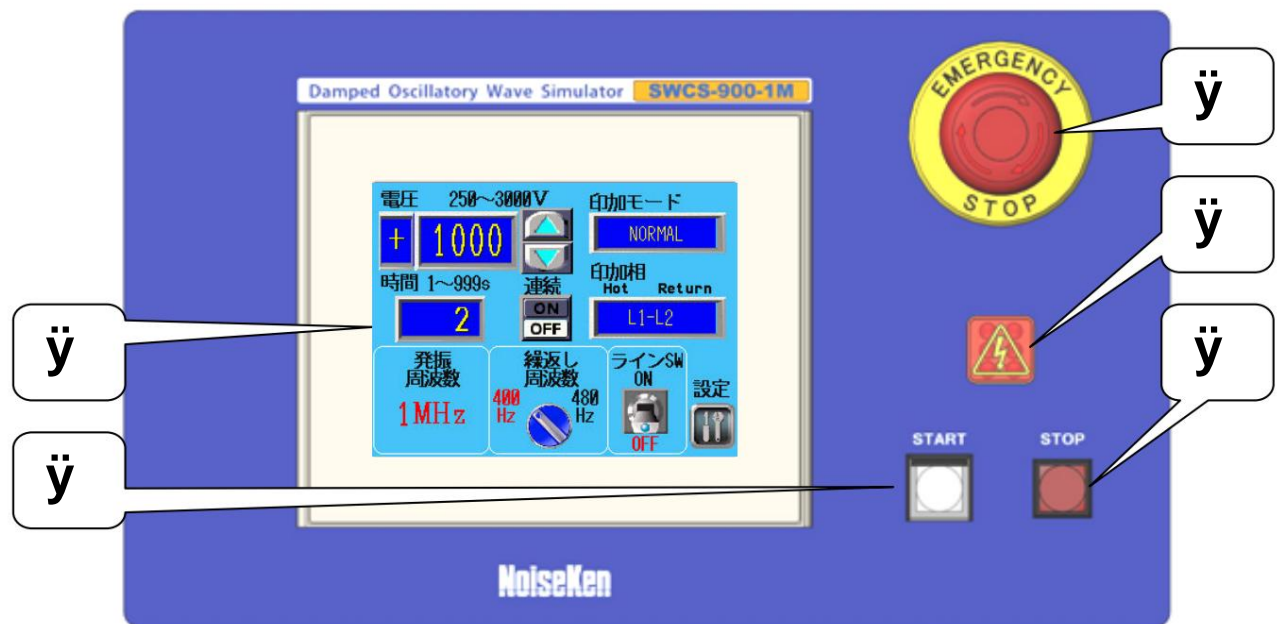 Damped Oscillatory Wave Simulator SWCS-900-1M
EMERGENCY
STOP
ÿ
ÿ
ÿ
ÿ
ÿ
電圧 250～3000V
+ 1000
時間 1～999s
2
連続
ON
OFF
印加モード
NORMAL
印加相
Hot Return
L1-L2
発振
周波数
1MHz
繰返し
周波数
400
Hz
480
Hz
ラインSW
ON
OFF
設定
START
STOP
NoiseKen